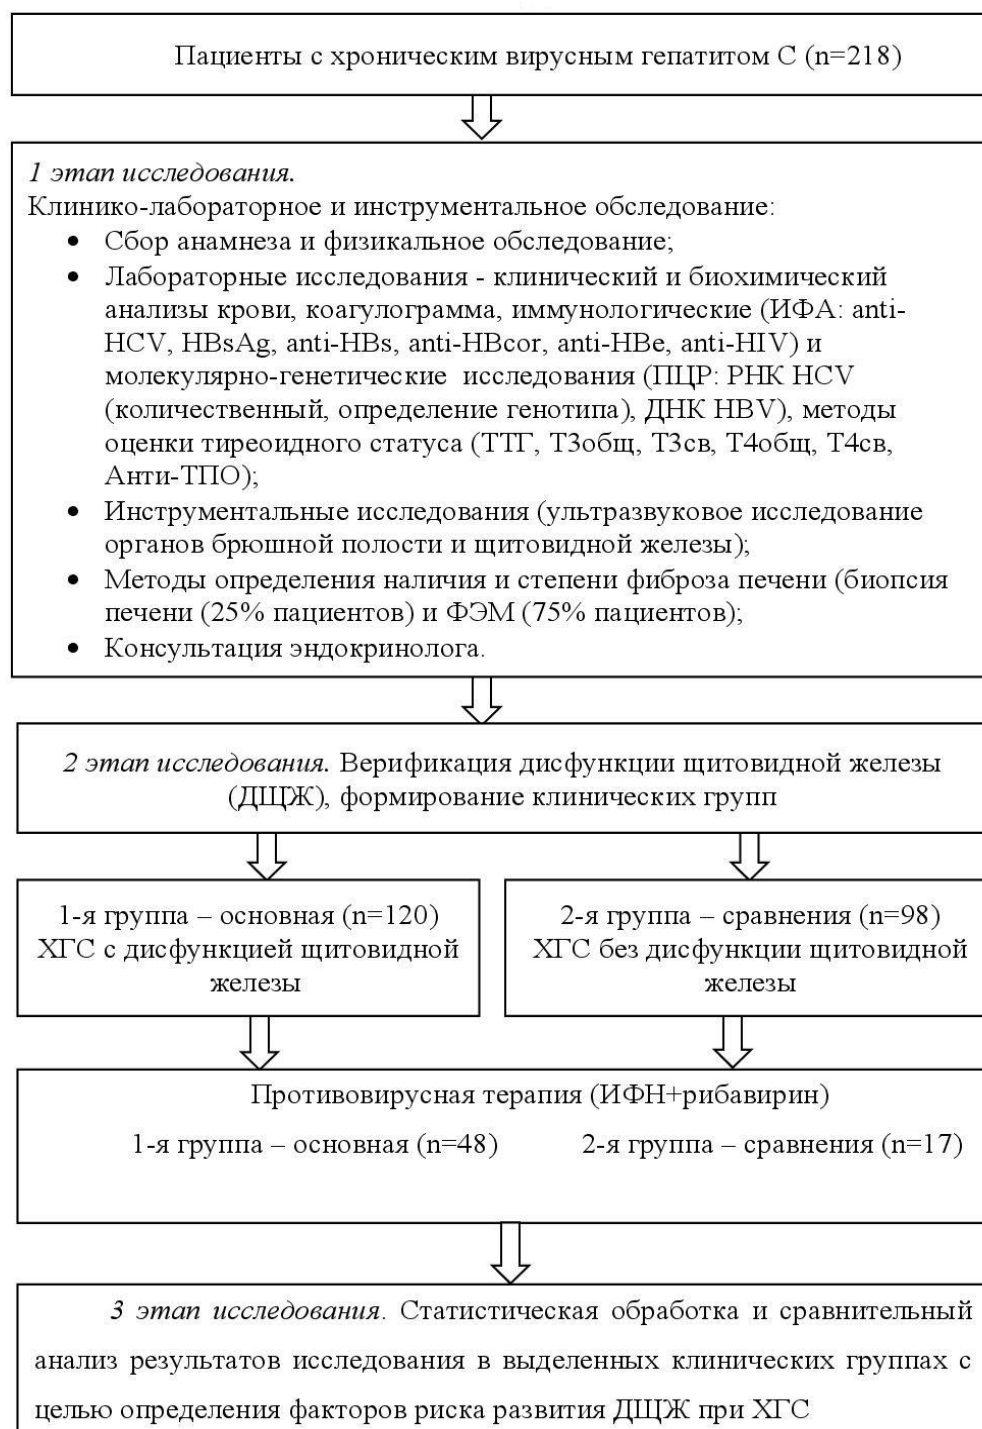 Пациенты с хроническим вирусным гепатитом С (n=218)
1 этап исследования.
Клинико-лабораторное и инструментальное обследование:
• Сбор анамнеза и физикальное обследование;
• Лабораторные исследования - клинический и биохимический
анализы крови, коагулограмма, иммунологические (ИФА: anti-
HCV, HBsAg, anti-HBs, anti-HBcor, anti-HBe, anti-HIV) и
молекулярно-генетические исследования (ПЦР: РНК HCV
(количественный, определение генотипа), ДНК HBV), методы
оценки тиреоидного статуса (ТТГ, Т3общ, Т3св, Т4общ, Т4св,
Анти-ТПО);
• Инструментальные исследования (ультразвуковое исследование
органов брюшной полости и щитовидной железы);
• Методы определения наличия и степени фиброза печени (биопсия
печени (25% пациентов) и ФЭМ (75% пациентов);
• Консультация эндокринолога.
2 этап исследования. Верификация дисфункции щитовидной железы
(ДЩЖ), формирование клинических групп
1-я группа – основная (n=120)
ХГС с дисфункцией щитовидной
железы
2-я группа – сравнения (n=98)
ХГС без дисфункции щитовидной
железы
Противовирусная терапия (ИФН+рибавирин)
1-я группа – основная (n=48) 2-я группа – сравнения (n=17)
3 этап исследования. Статистическая обработка и сравнительный
анализ результатов исследования в выделенных клинических группах с
целью определения факторов риска развития ДЩЖ при ХГС